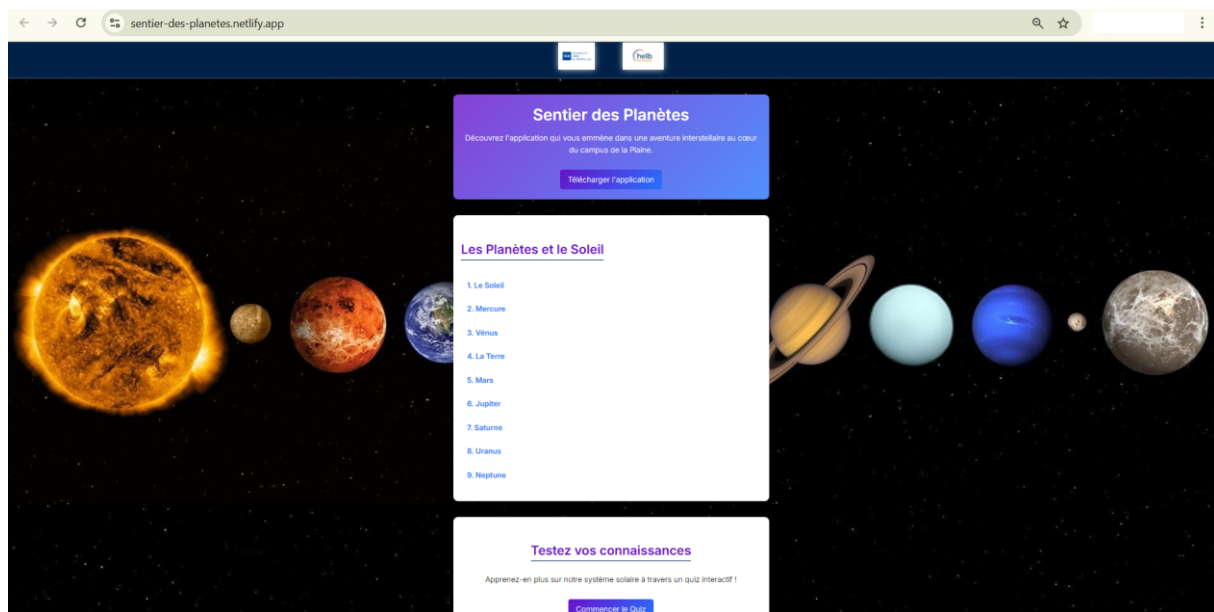 sentier-des-planetes.netlify.app
helb
Sentier des Planètes
Découvrez l'application qui vous emmène dans une aventure interstellaire au cœur
du campus de la Plaine.
Télécharger l'application
Les Planètes et le Soleil
1. Le Soleil
2. Mercure
3. Vénus
4. La Terre
5. Mars
6. Jupiter
7. Saturne
8. Uranus
9. Neptune
Testez vos connaissances
Apprenez-en plus sur notre système solaire à travers un quiz interactif !
Commencer le Quiz